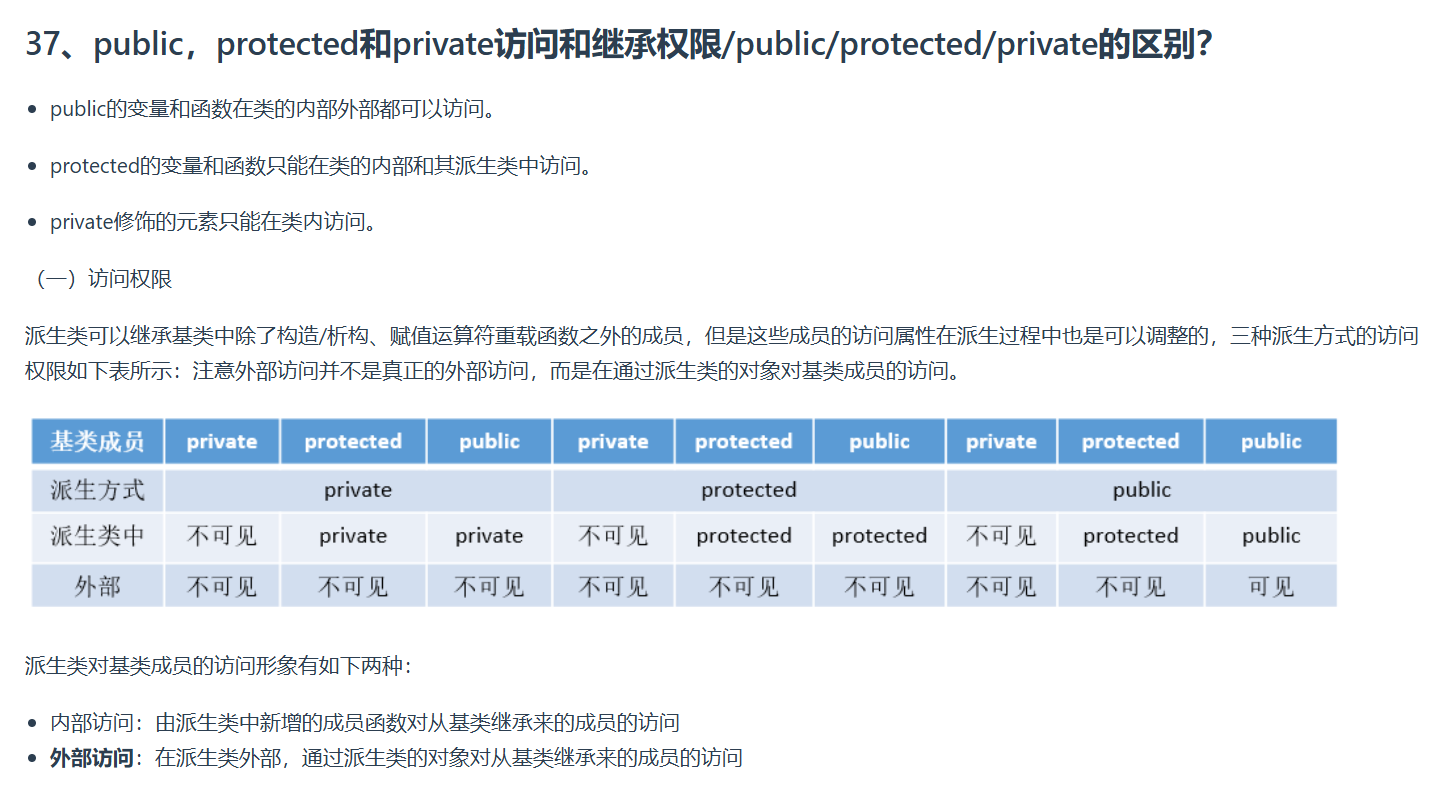 37、public，protected和private访问和继承权限/public/protected/private的区别？
public的变量和函数在类的内部外部都可以访问。
protected的变量和函数只能在类的内部和其派生类中访问。
private修饰的元素只能在类内访问。
（一）访问权限
派生类可以继承基类中除了构造/析构、赋值运算符重载函数之外的成员，但是这些成员的访问属性在派生过程中也是可以调整的，三种派生方式的访问
权限如下表所示：注意外部访问并不是真正的外部访问，而是在通过派生类的对象对基类成员的访问。
基类成员 private protected public private protected public private protected public
派生方式 private protected public
派生类中 不可见 private private 不可见 protected protected 不可见 protected public
外部 不可见 不可见 不可见 不可见 不可见 不可见 不可见 不可见 可见
派生类对基类成员的访问形象有如下两种：
内部访问：由派生类中新增的成员函数对从基类继承来的成员的访问
外部访问：在派生类外部，通过派生类的对象对从基类继承来的成员的访问